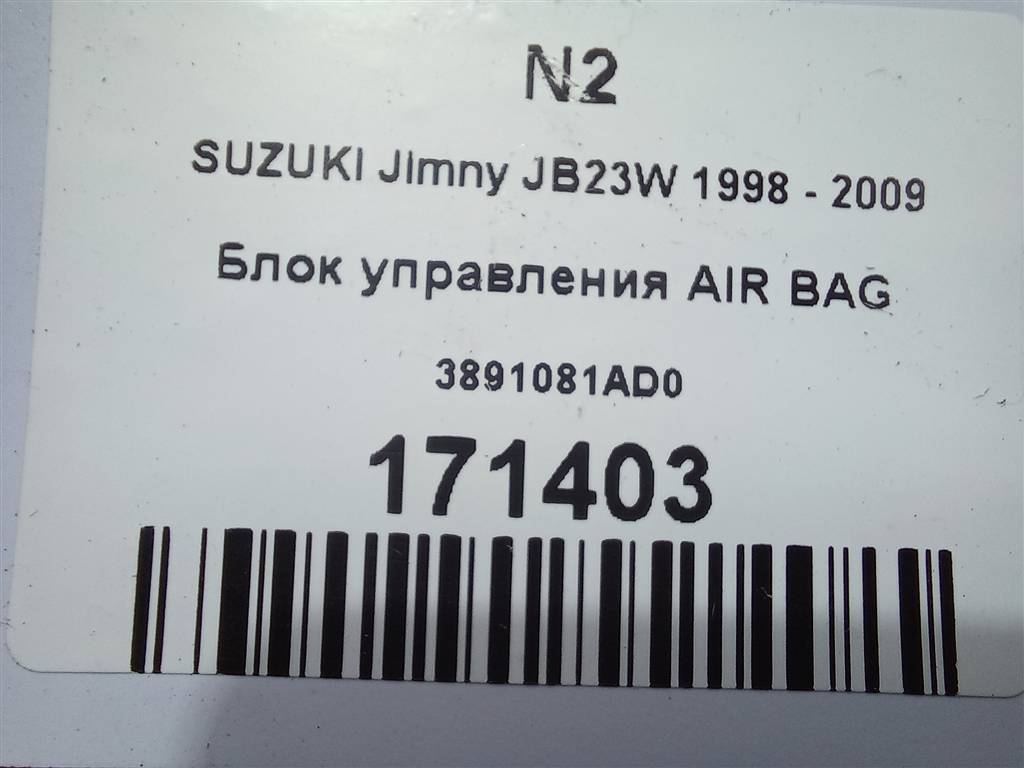 N2
SUZUKI Jimny JB23W 1998 - 2009
Блок управления AIR BAG
3891081AD0
171403